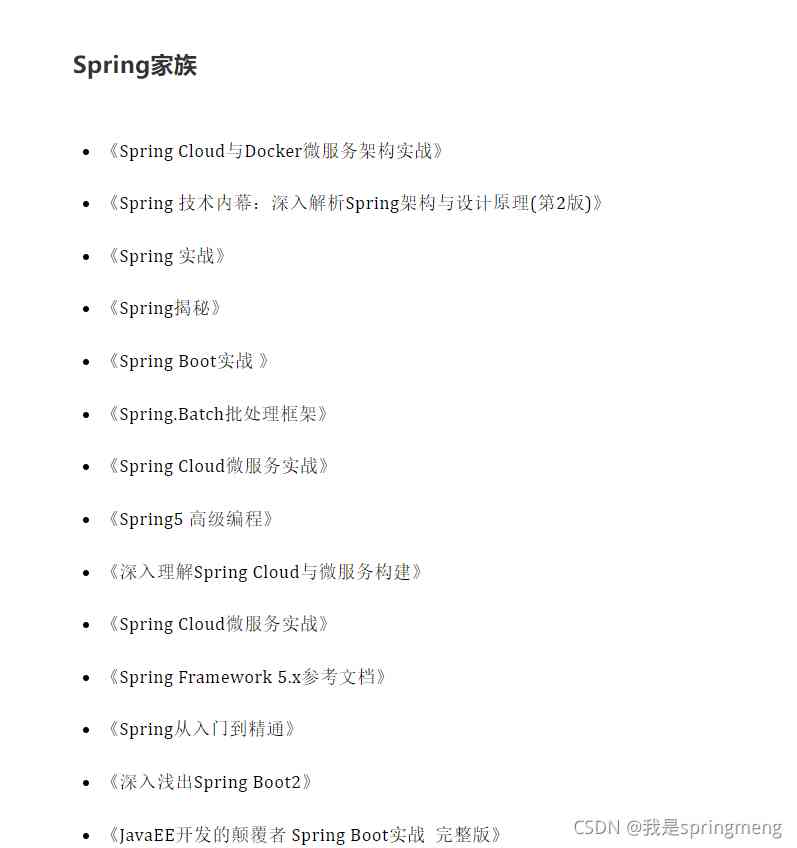 Spring家族
《Spring Cloud与Docker微服务架构实战》
《Spring 技术内幕：深入解析Spring架构与设计原理(第2版)》
《Spring 实战》
《Spring揭秘》
《Spring Boot实战 》
《Spring.Batch批处理框架》
《Spring Cloud微服务实战》
《Spring5 高级编程》
《深入理解Spring Cloud与微服务构建》
《Spring Cloud微服务实战》
《Spring Framework 5.x参考文档》
《Spring从入门到精通》
《深入浅出Spring Boot2》
《JavaEE开发的颠覆者 Spring Boot实战  完整版》
CSDN @我是springmeng